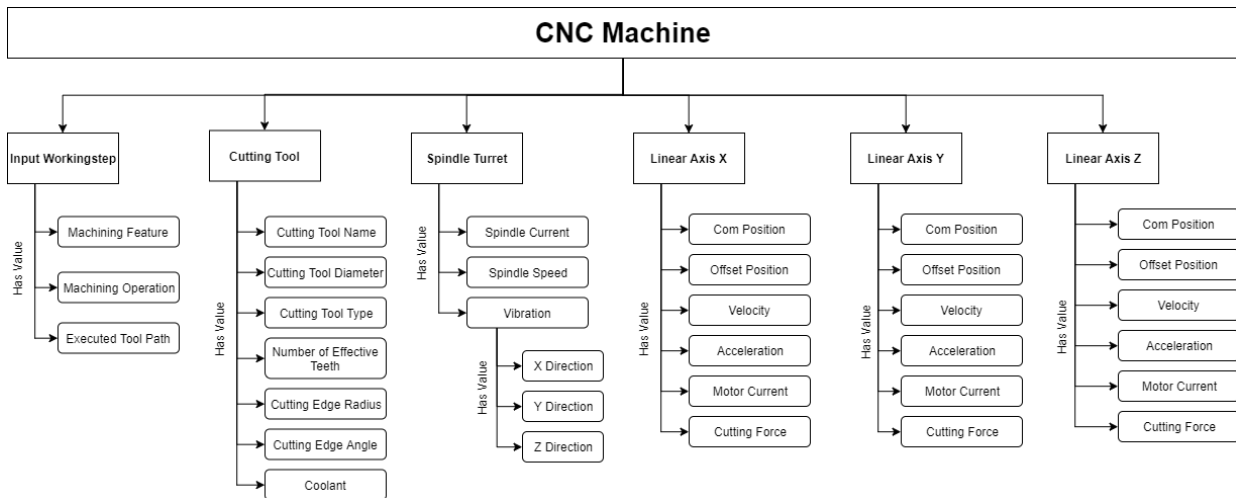 CNC Machine
Input Workingstep
Has Value
Machining Feature
Machining Operation
Executed Tool Path
Cutting Tool
Has Value
Cutting Tool Name
Cutting Tool Diameter
Cutting Tool Type
Number of Effective
Teeth
Cutting Edge Radius
Cutting Edge Angle
Coolant
Spindle Turret
Has Value
Spindle Current
Spindle Speed
Vibration
Has Value
X Direction
Y Direction
Z Direction
Linear Axis X
Has Value
Com Position
Offset Position
Velocity
Acceleration
Motor Current
Cutting Force
Linear Axis Y
Has Value
Com Position
Offset Position
Velocity
Acceleration
Motor Current
Cutting Force
Linear Axis Z
Has Value
Com Position
Offset Position
Velocity
Acceleration
Motor Current
Cutting Force